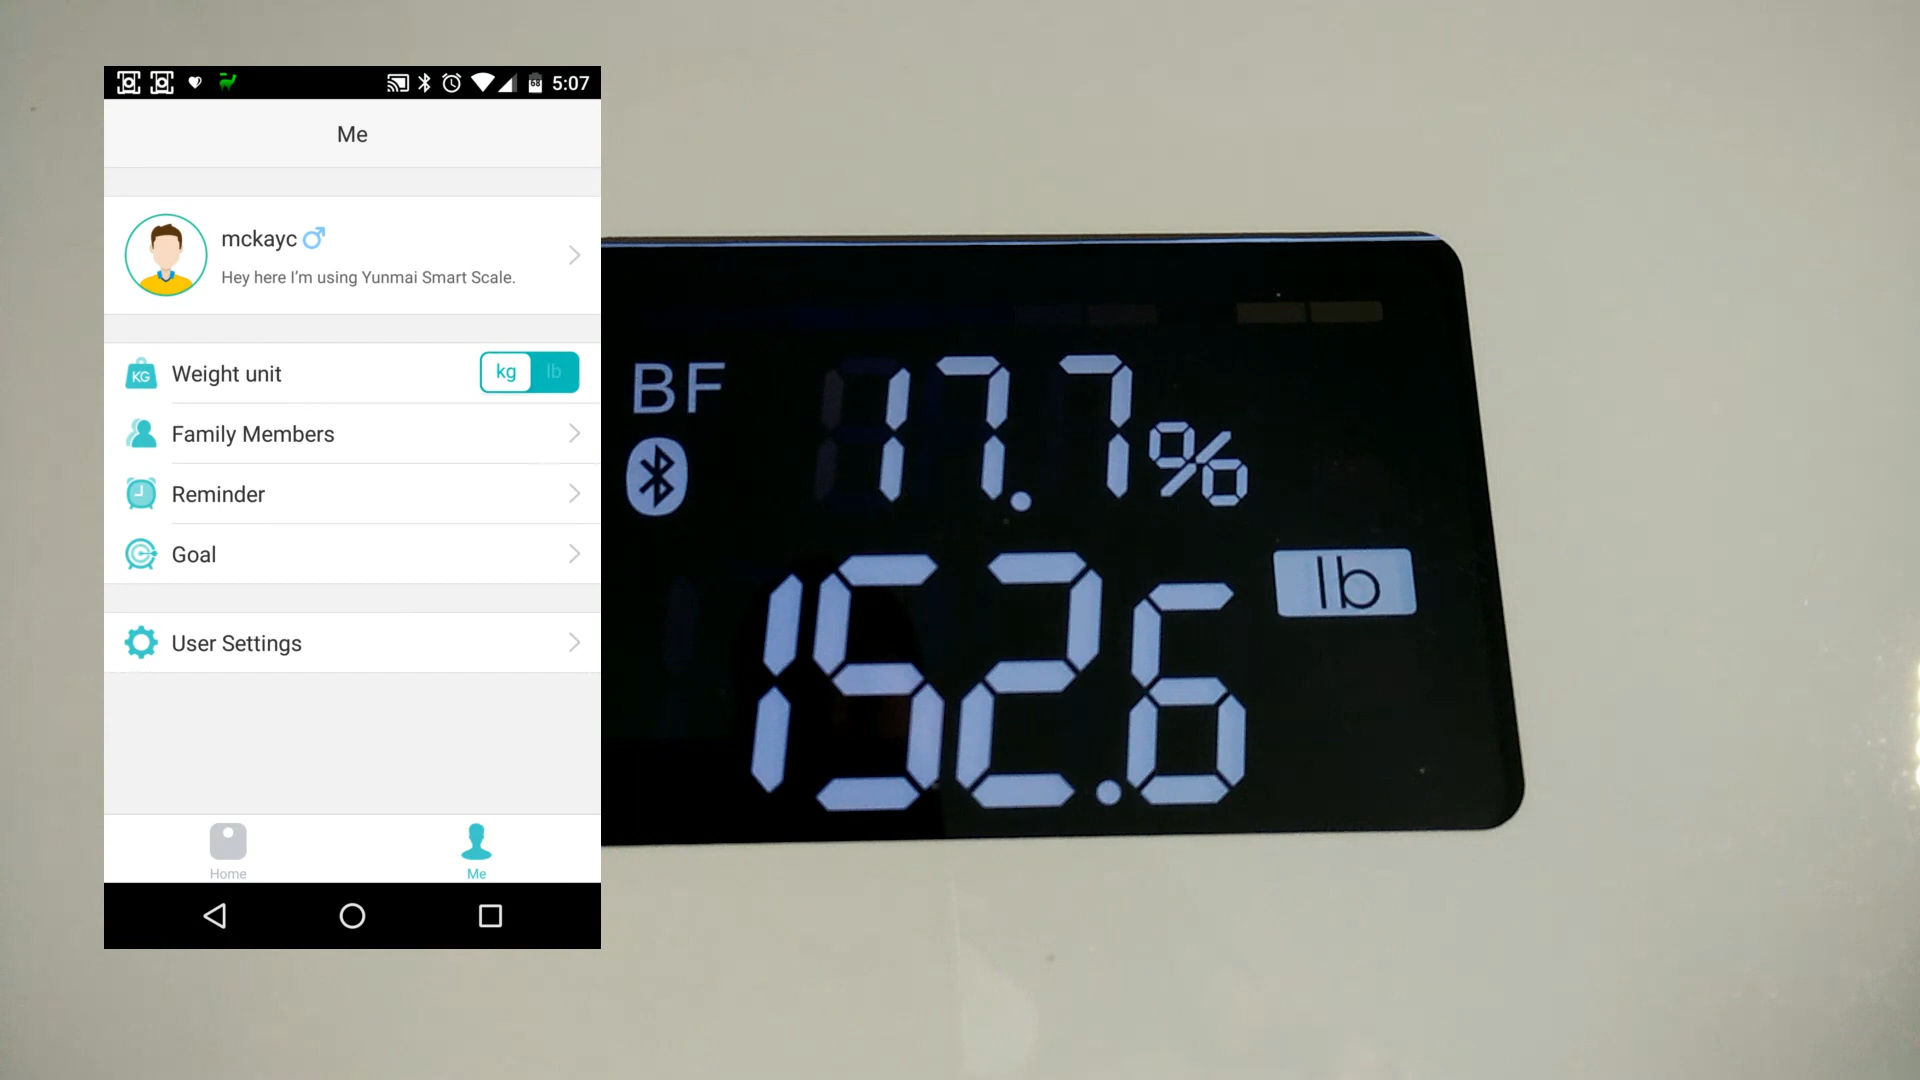 5:07
68
Me
mckayc
Hey here I'm using Yunmai Smart Scale.
KG
Weight unit
kg
lb
Family Members
Reminder
Goal
User Settings
Home
Me
BF
17.7%
152.6
lb